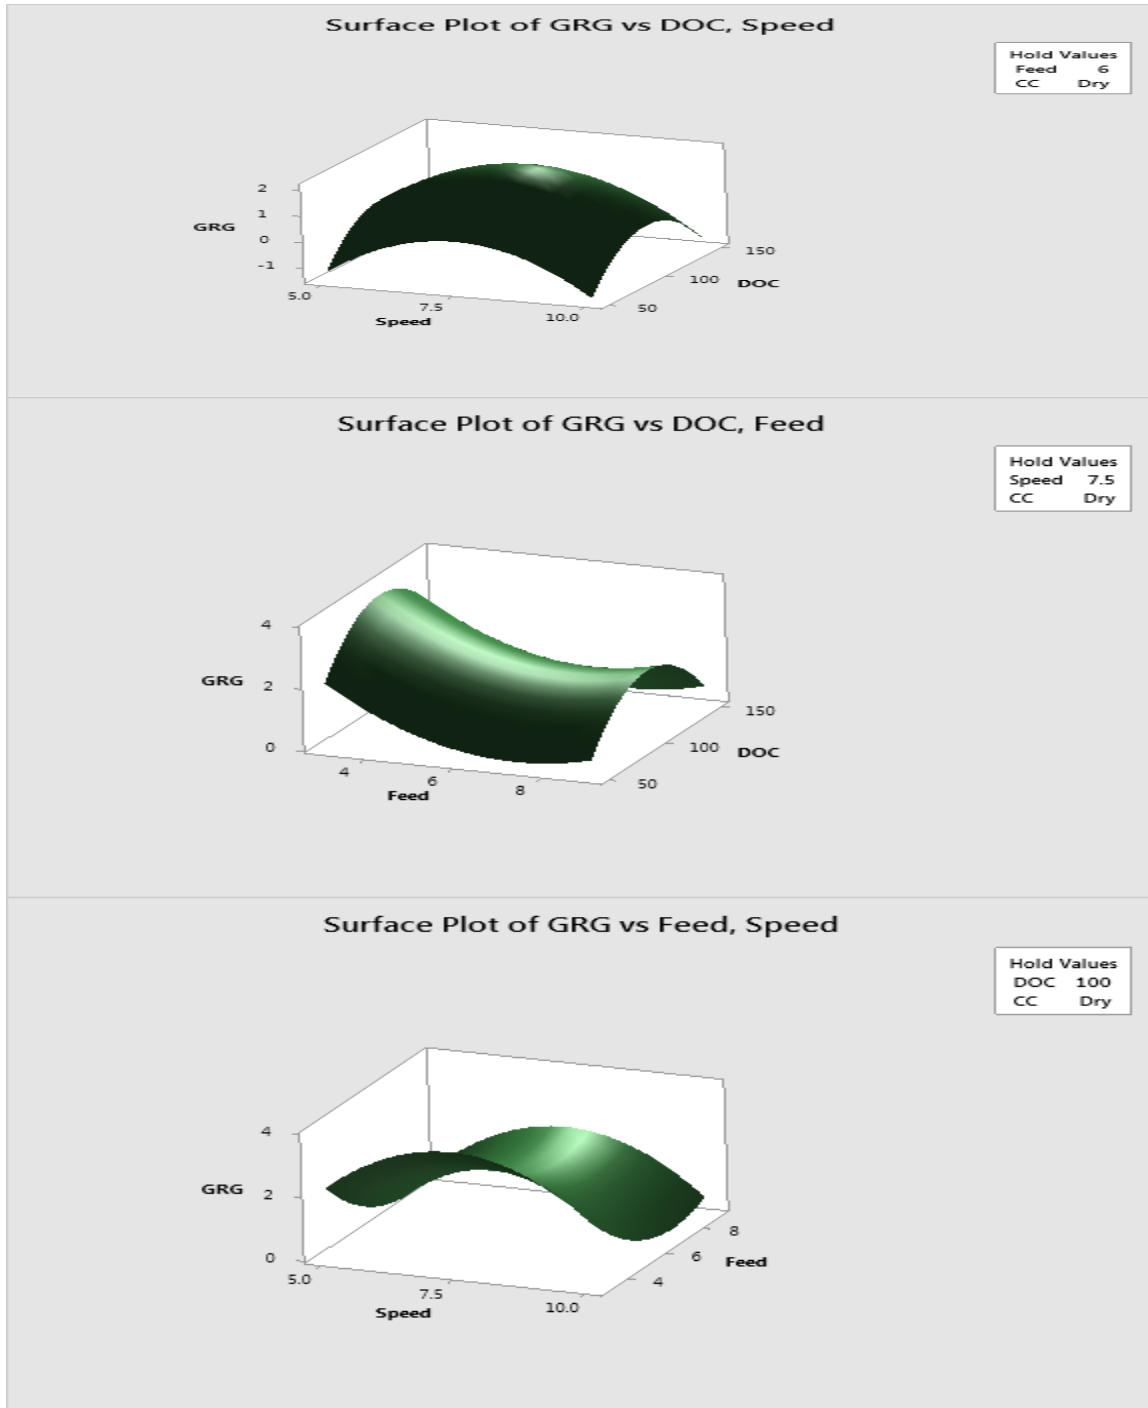 Surface Plot of GRG vs DOC, Speed
Hold Values
Feed 6
CC Dry
2
1
GRG
0
-1
150
100 DOC
50
5.0
7.5
10.0
Speed
Surface Plot of GRG vs DOC, Feed
Hold Values
Speed 7.5
CC Dry
4
GRG 2
0
150
100 DOC
50
4
6
8
Feed
Surface Plot of GRG vs Feed, Speed
Hold Values
DOC 100
CC Dry
4
GRG 2
0
8
6 Feed
4
5.0
7.5
10.0
Speed